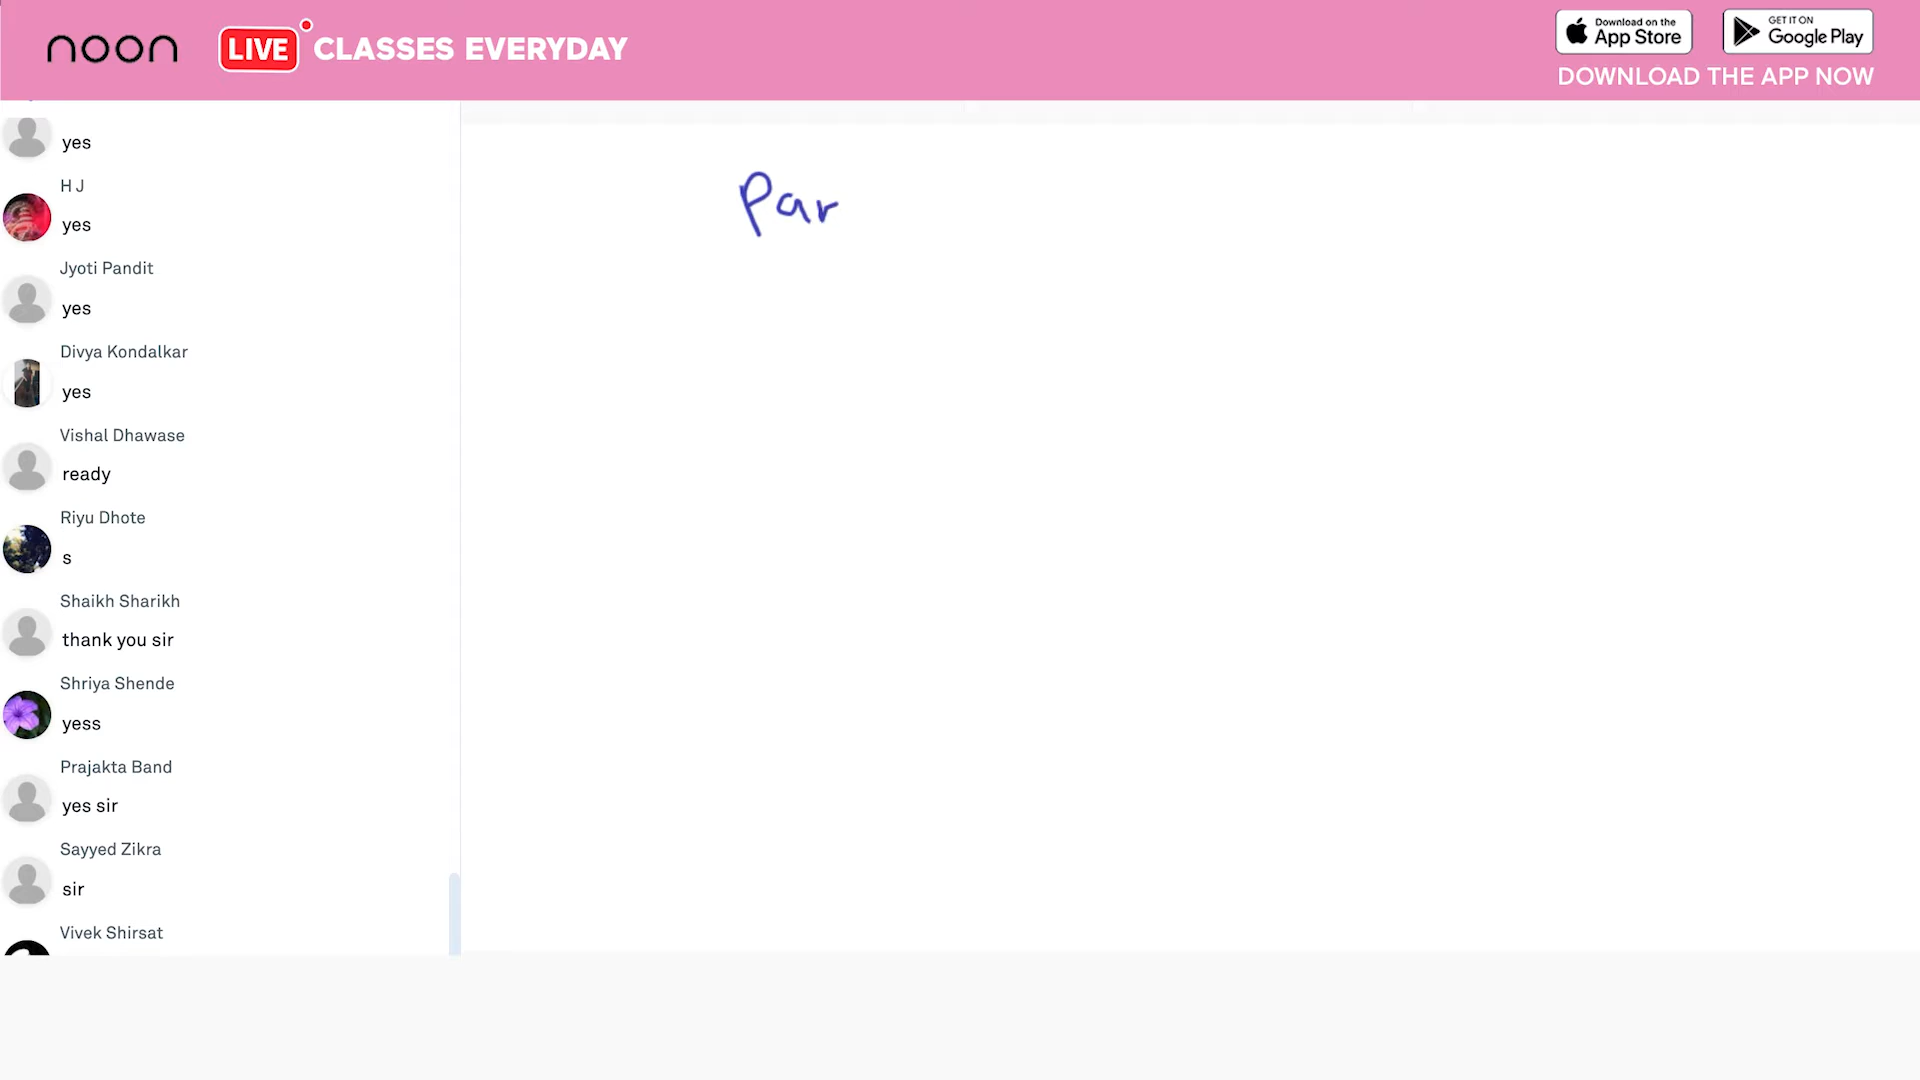 noon LIVE CLASSES EVERYDAY
Download on the App Store
GET IT ON Google Play
DOWNLOAD THE APP NOW
yes
H J
yes
Jyoti Pandit
yes
Divya Kondalkar
yes
Vishal Dhawase
ready
Riyu Dhote
s
Shaikh Sharikh
thank you sir
Shriya Shende
yess
Prajakta Band
yes sir
Sayyed Zikra
sir
Vivek Shirsat
Par